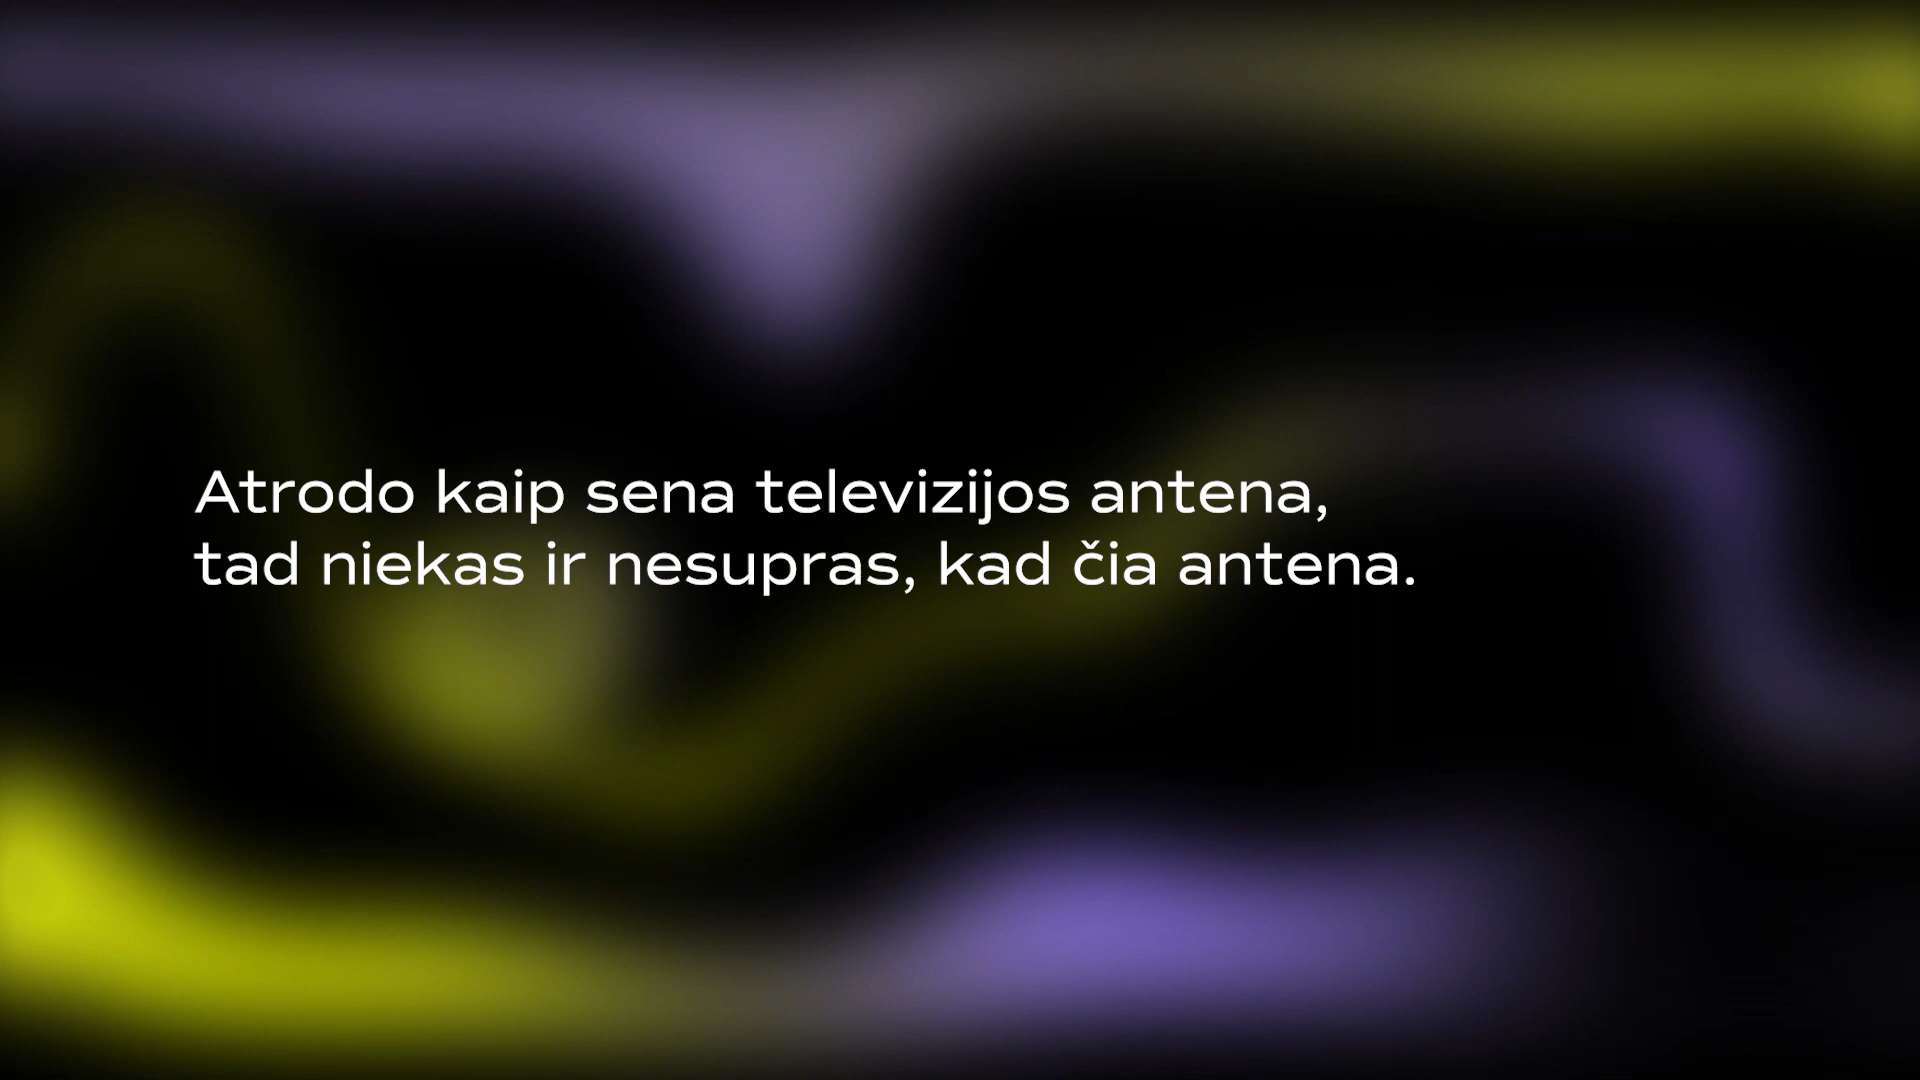 Atrodo kaip sena televizijos antena,
tad niekas ir nesupras, kad čia antena.